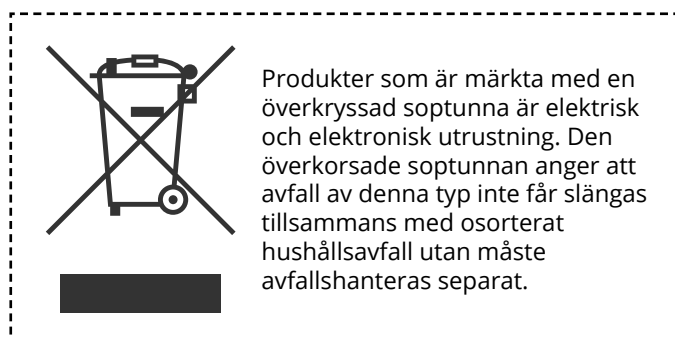 Produkter som är märkta med en
överkryssad soptunna är elektrisk
och elektronisk utrustning. Den
överkorsade soptunnan anger att
avfall av denna typ inte får slängas
tillsammans med osorterat
hushållsavfall utan måste
avfallshanteras separat.